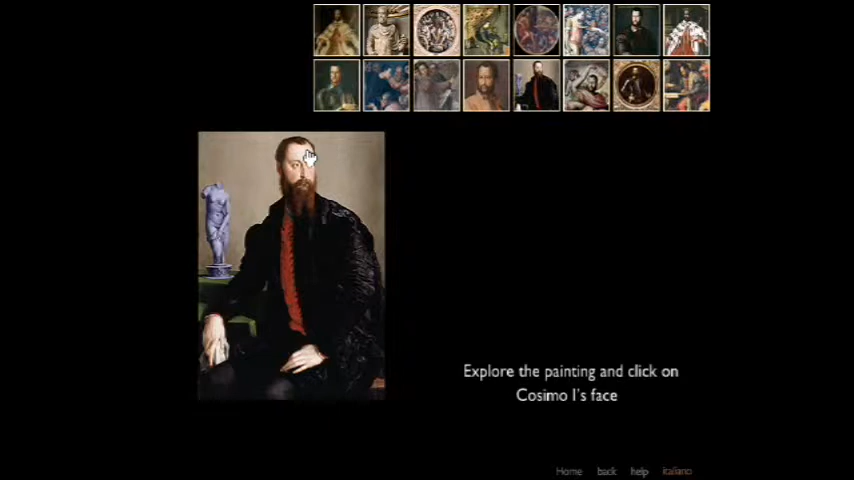 Explore the painting and click on
Cosimo I's face
Home back help italiano